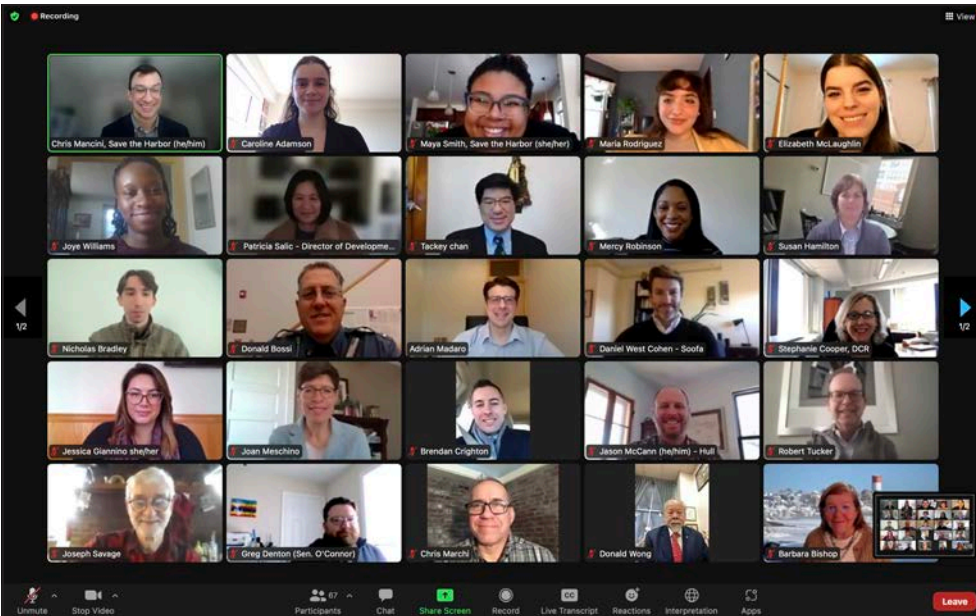 Recording
View
Chris Mancini, Save the Harbor (he/him)
Caroline Adamson
Maya Smith, Save the Harbor (she/her)
Maria Rodriguez
Elizabeth McLaughlin
Joye Williams
Patricia Salic - Director of Developme...
Tackey chan
Mercy Robinson
Susan Hamilton
1/2
1/2
Nicholas Bradley
Donald Bossi
Adrian Madaro
Daniel West Cohen - Soofa
Stephanie Cooper, DCR
Jessica Giannino she/her
Joan Meschino
Brendan Crighton
Jason McCann (he/him) - Hull
Robert Tucker
Joseph Savage
Greg Denton (Sen. O'Connor)
Chris Marchi
Donald Wong
Barbara Bishop
Unmute
Stop Video
Participants
67
Chat
Share Screen
Record
CC
Live Transcript
Reactions
Interpretation
Apps
Leave